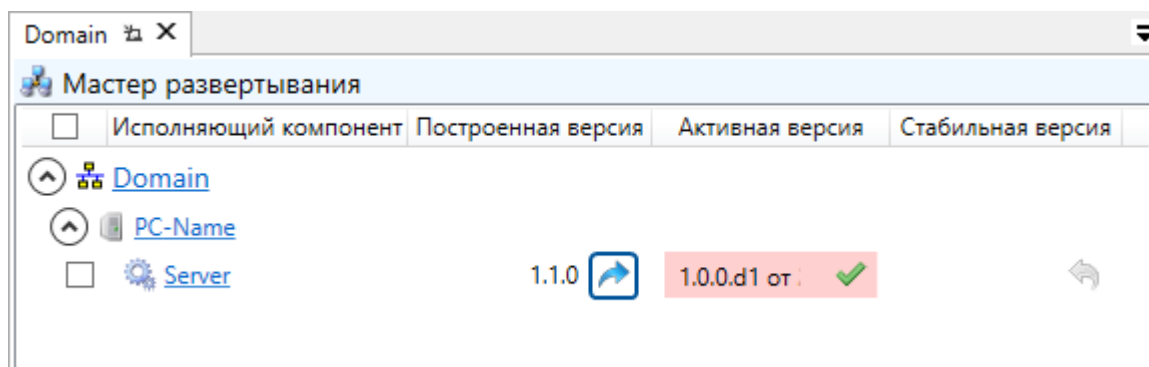 Domain
Мастер развертывания
Исполняющий компонент Построенная версия Активная версия Стабильная версия
Domain
PC-Name
Server 1.1.0 1.0.0.d1 от